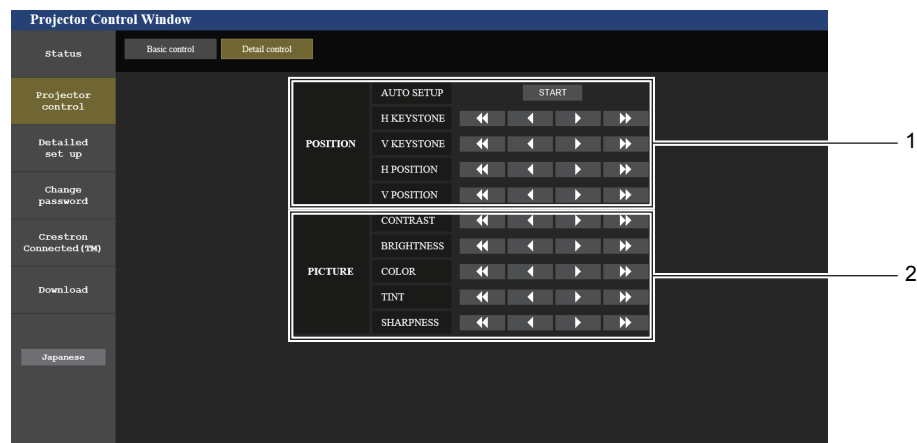 Projector Control Window
Status
Basic control
Detail control
Projector
control
Detailed
set up
Change
password
Crestron
Connected(TM)
Download
Japanese
POSITION
AUTO SETUP
START
H KEYSTONE
V KEYSTONE
H POSITION
V POSITION
1
PICTURE
CONTRAST
BRIGHTNESS
COLOR
TINT
SHARPNESS
2